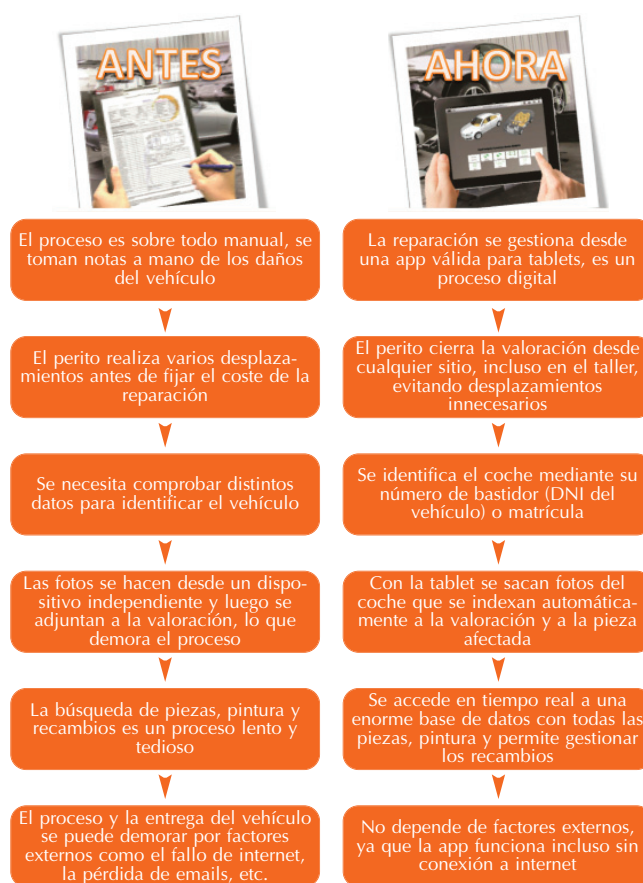 ANTES
El proceso es sobre todo manual, se
toman notas a mano de los daños
del vehículo
El perito realiza varios desplaza-
mientos antes de fijar el coste de la
reparación
Se necesita comprobar distintos
datos para identificar el vehículo
Las fotos se hacen desde un dispo-
sitivo independiente y luego se
adjuntan a la valoración, lo que
demora el proceso
La búsqueda de piezas, pintura y
recambios es un proceso lento y
tedioso
El proceso y la entrega del vehículo
se puede demorar por factores
externos como el fallo de internet,
la pérdida de emails, etc.
AHORA
La reparación se gestiona desde
una app válida para tablets, es un
proceso digital
El perito cierra la valoración desde
cualquier sitio, incluso en el taller,
evitando desplazamientos
innecesarios
Se identifica el coche mediante su
número de bastidor (DNI del
vehículo) o matrícula
Con la tablet se sacan fotos del
coche que se indexan automática-
mente a la valoración y a la pieza
afectada
Se accede en tiempo real a una
enorme base de datos con todas las
piezas, pintura y permite gestionar
los recambios
No depende de factores externos,
ya que la app funciona incluso sin
conexión a internet